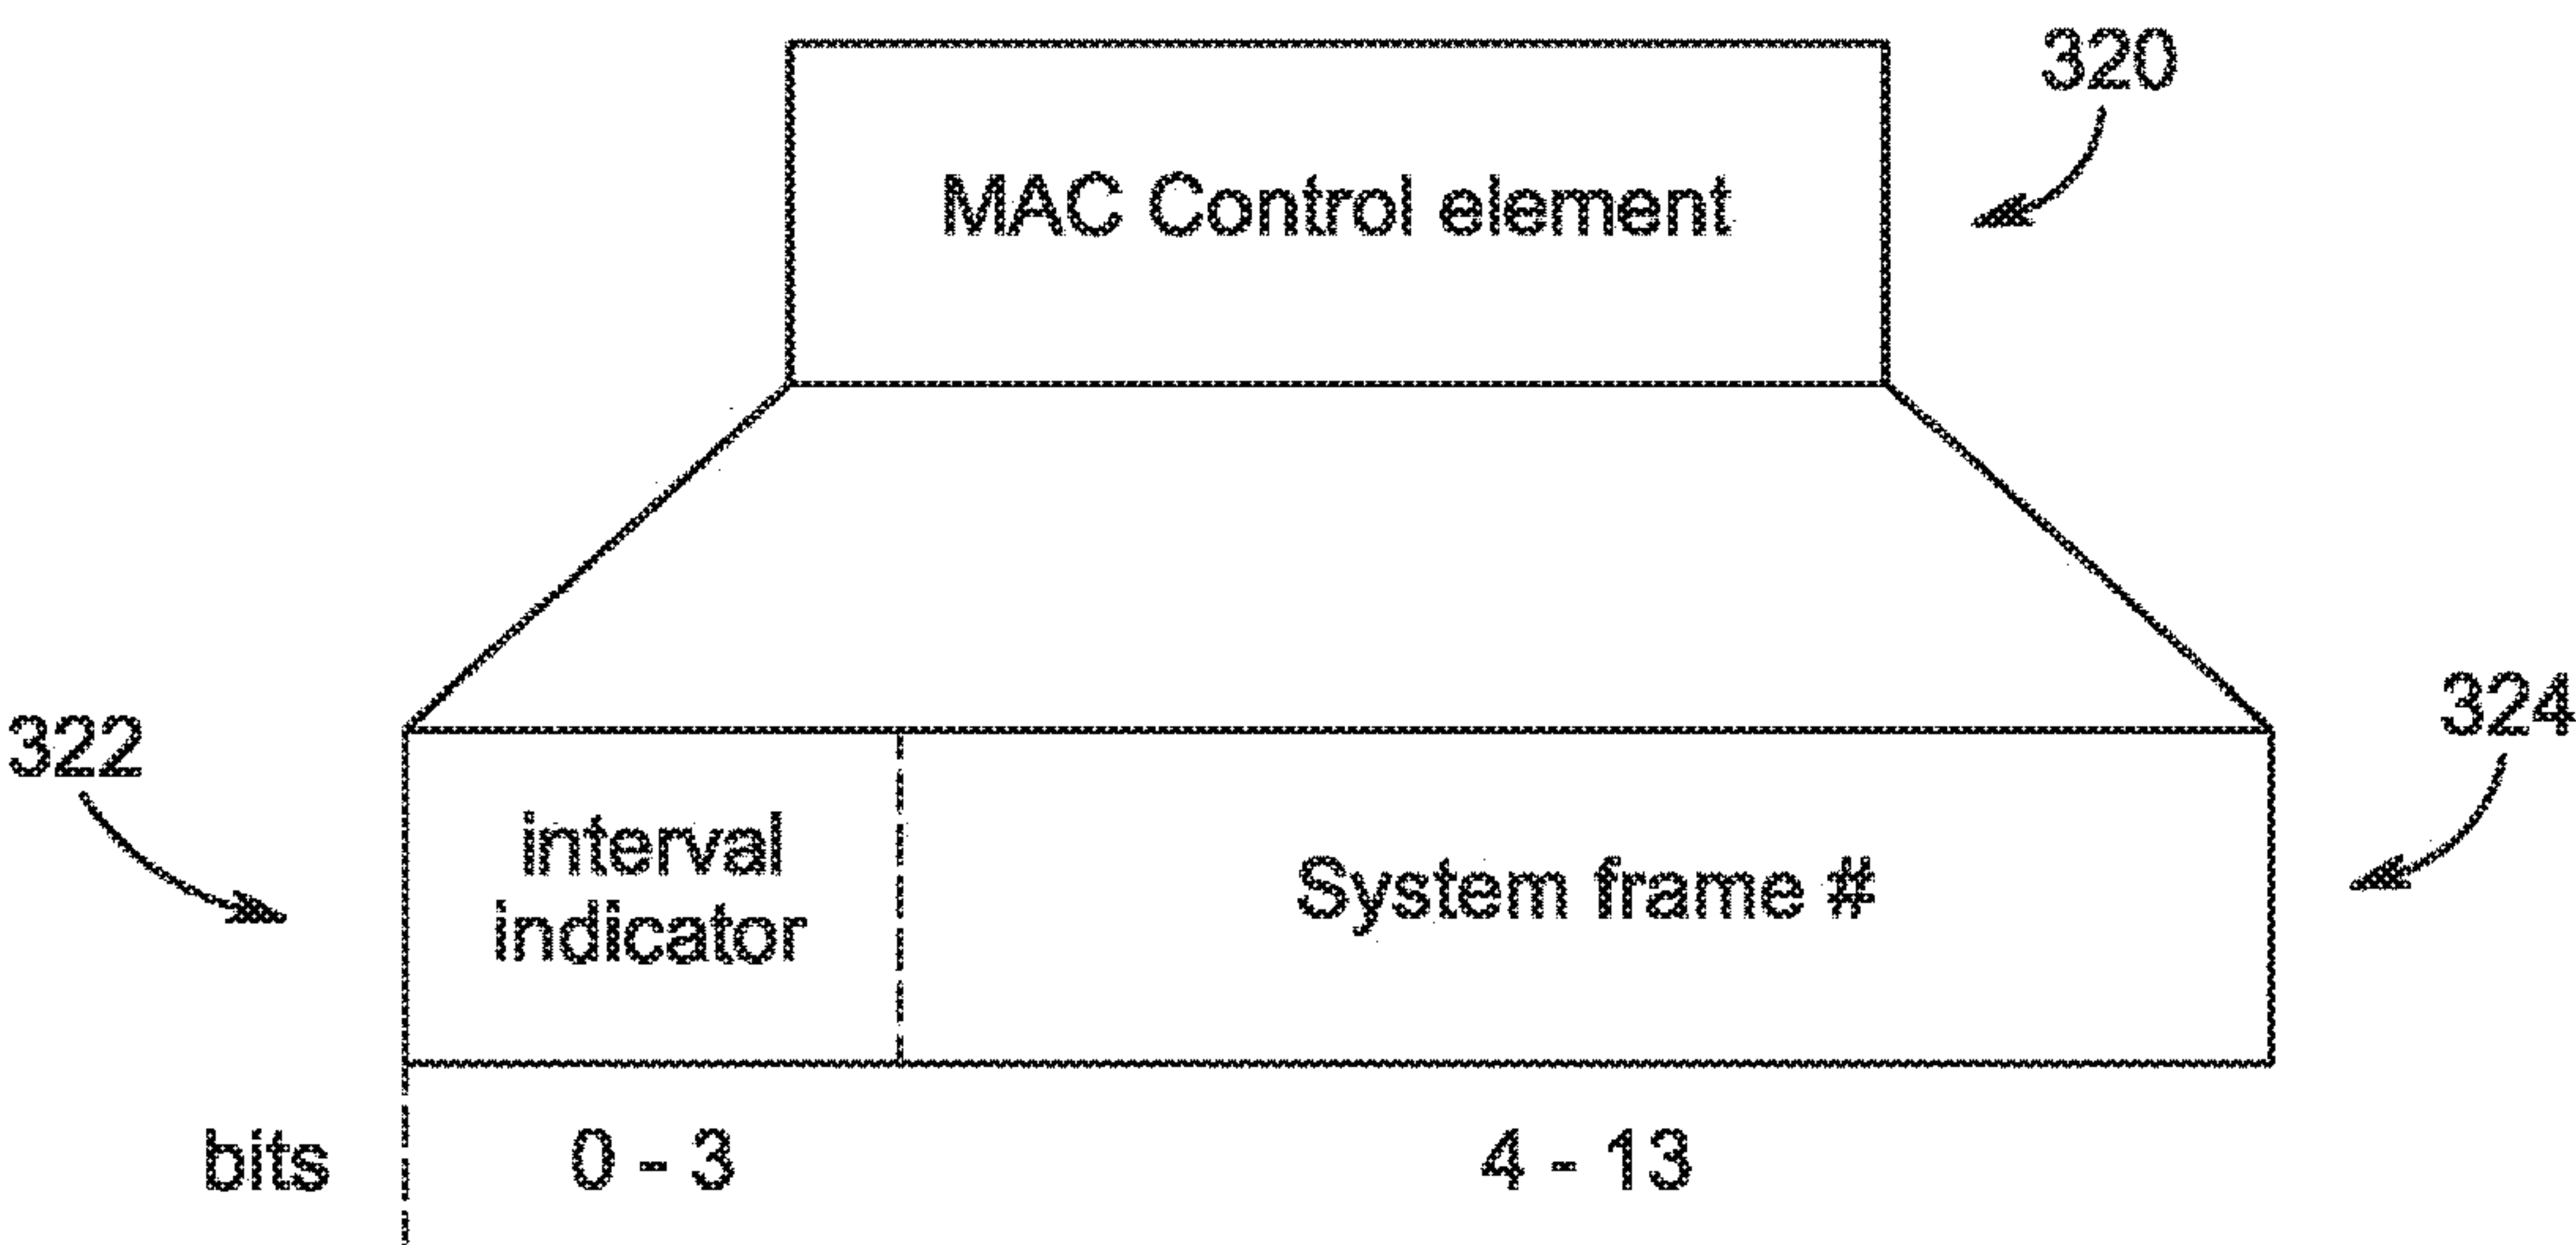 320
MAC Control element
322
324
interval
indicator
System frame #
bits
0 - 3
4 - 13